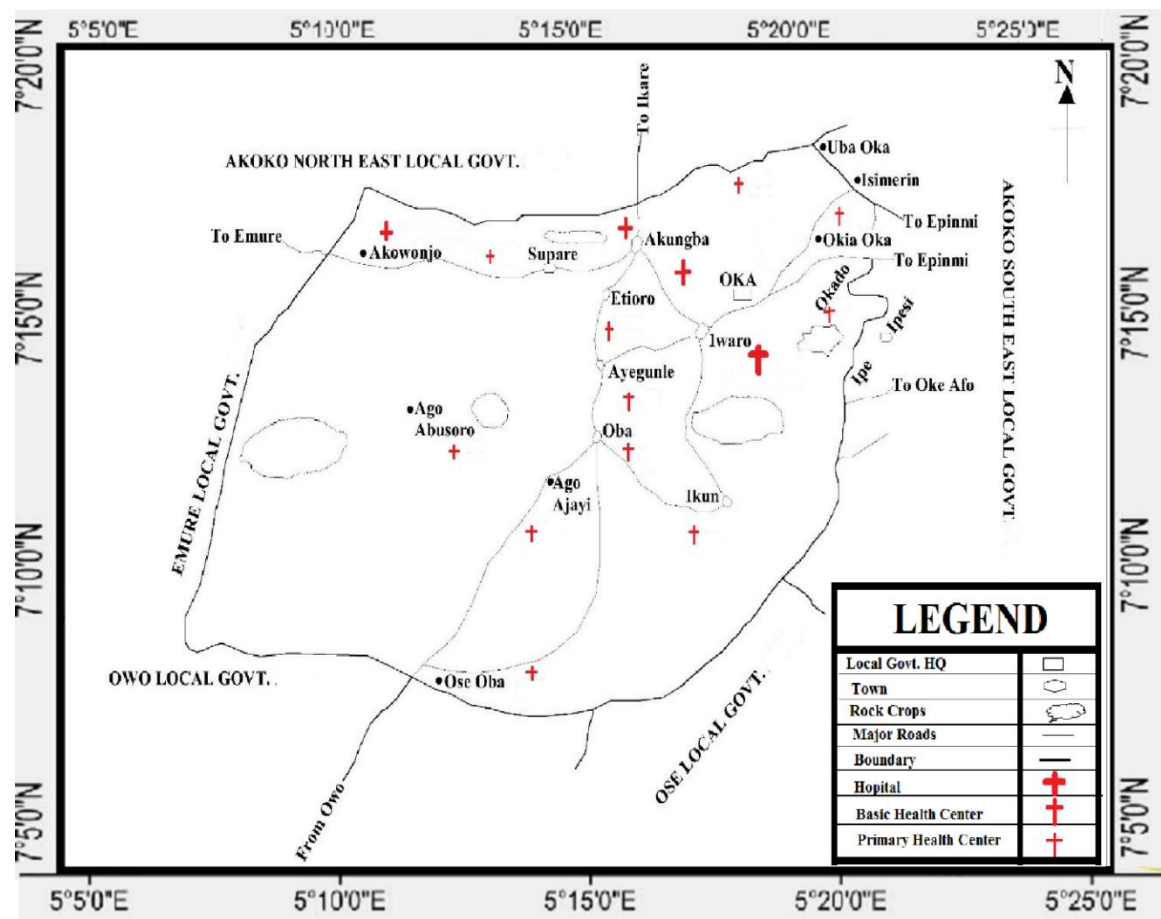 5°5'0"E 5°10'0"E 5°15'0"E 5°20'0"E 5°25'0"E
7°20'0"N
7°20'0"N
N
To Ikare
Uba Oka
AKOKO NORTH EAST LOCAL GOVT.
Isimerin
To Epinmi
To Emure
Akowonjo
Supare
Akungba
Okia Oka
To Epinmi
AKOKO SOUTH EAST LOCAL GOVT
OKA
Okado
Etioro
Ipesi
7°15'0"N
7°15'0"N
Iwaro
Ipe
Ayegunle
To Oke Afo
EMURE LOCAL GOVT.
Ago
Abusoro
Oba
Ago
Ajayi
Ikun
7°10'0"N
7°10'0"N
OWO LOCAL GOVT.
Ose Oba
OSE LOCAL GOVT.
From Owo
LEGEND
Local Govt. HQ
Town
Rock Crops
Major Roads
Boundary
Hopital
Basic Health Center
Primary Health Center
7°5'0"N
7°5'0"N
5°5'0"E 5°10'0"E 5°15'0"E 5°20'0"E 5°25'0"E